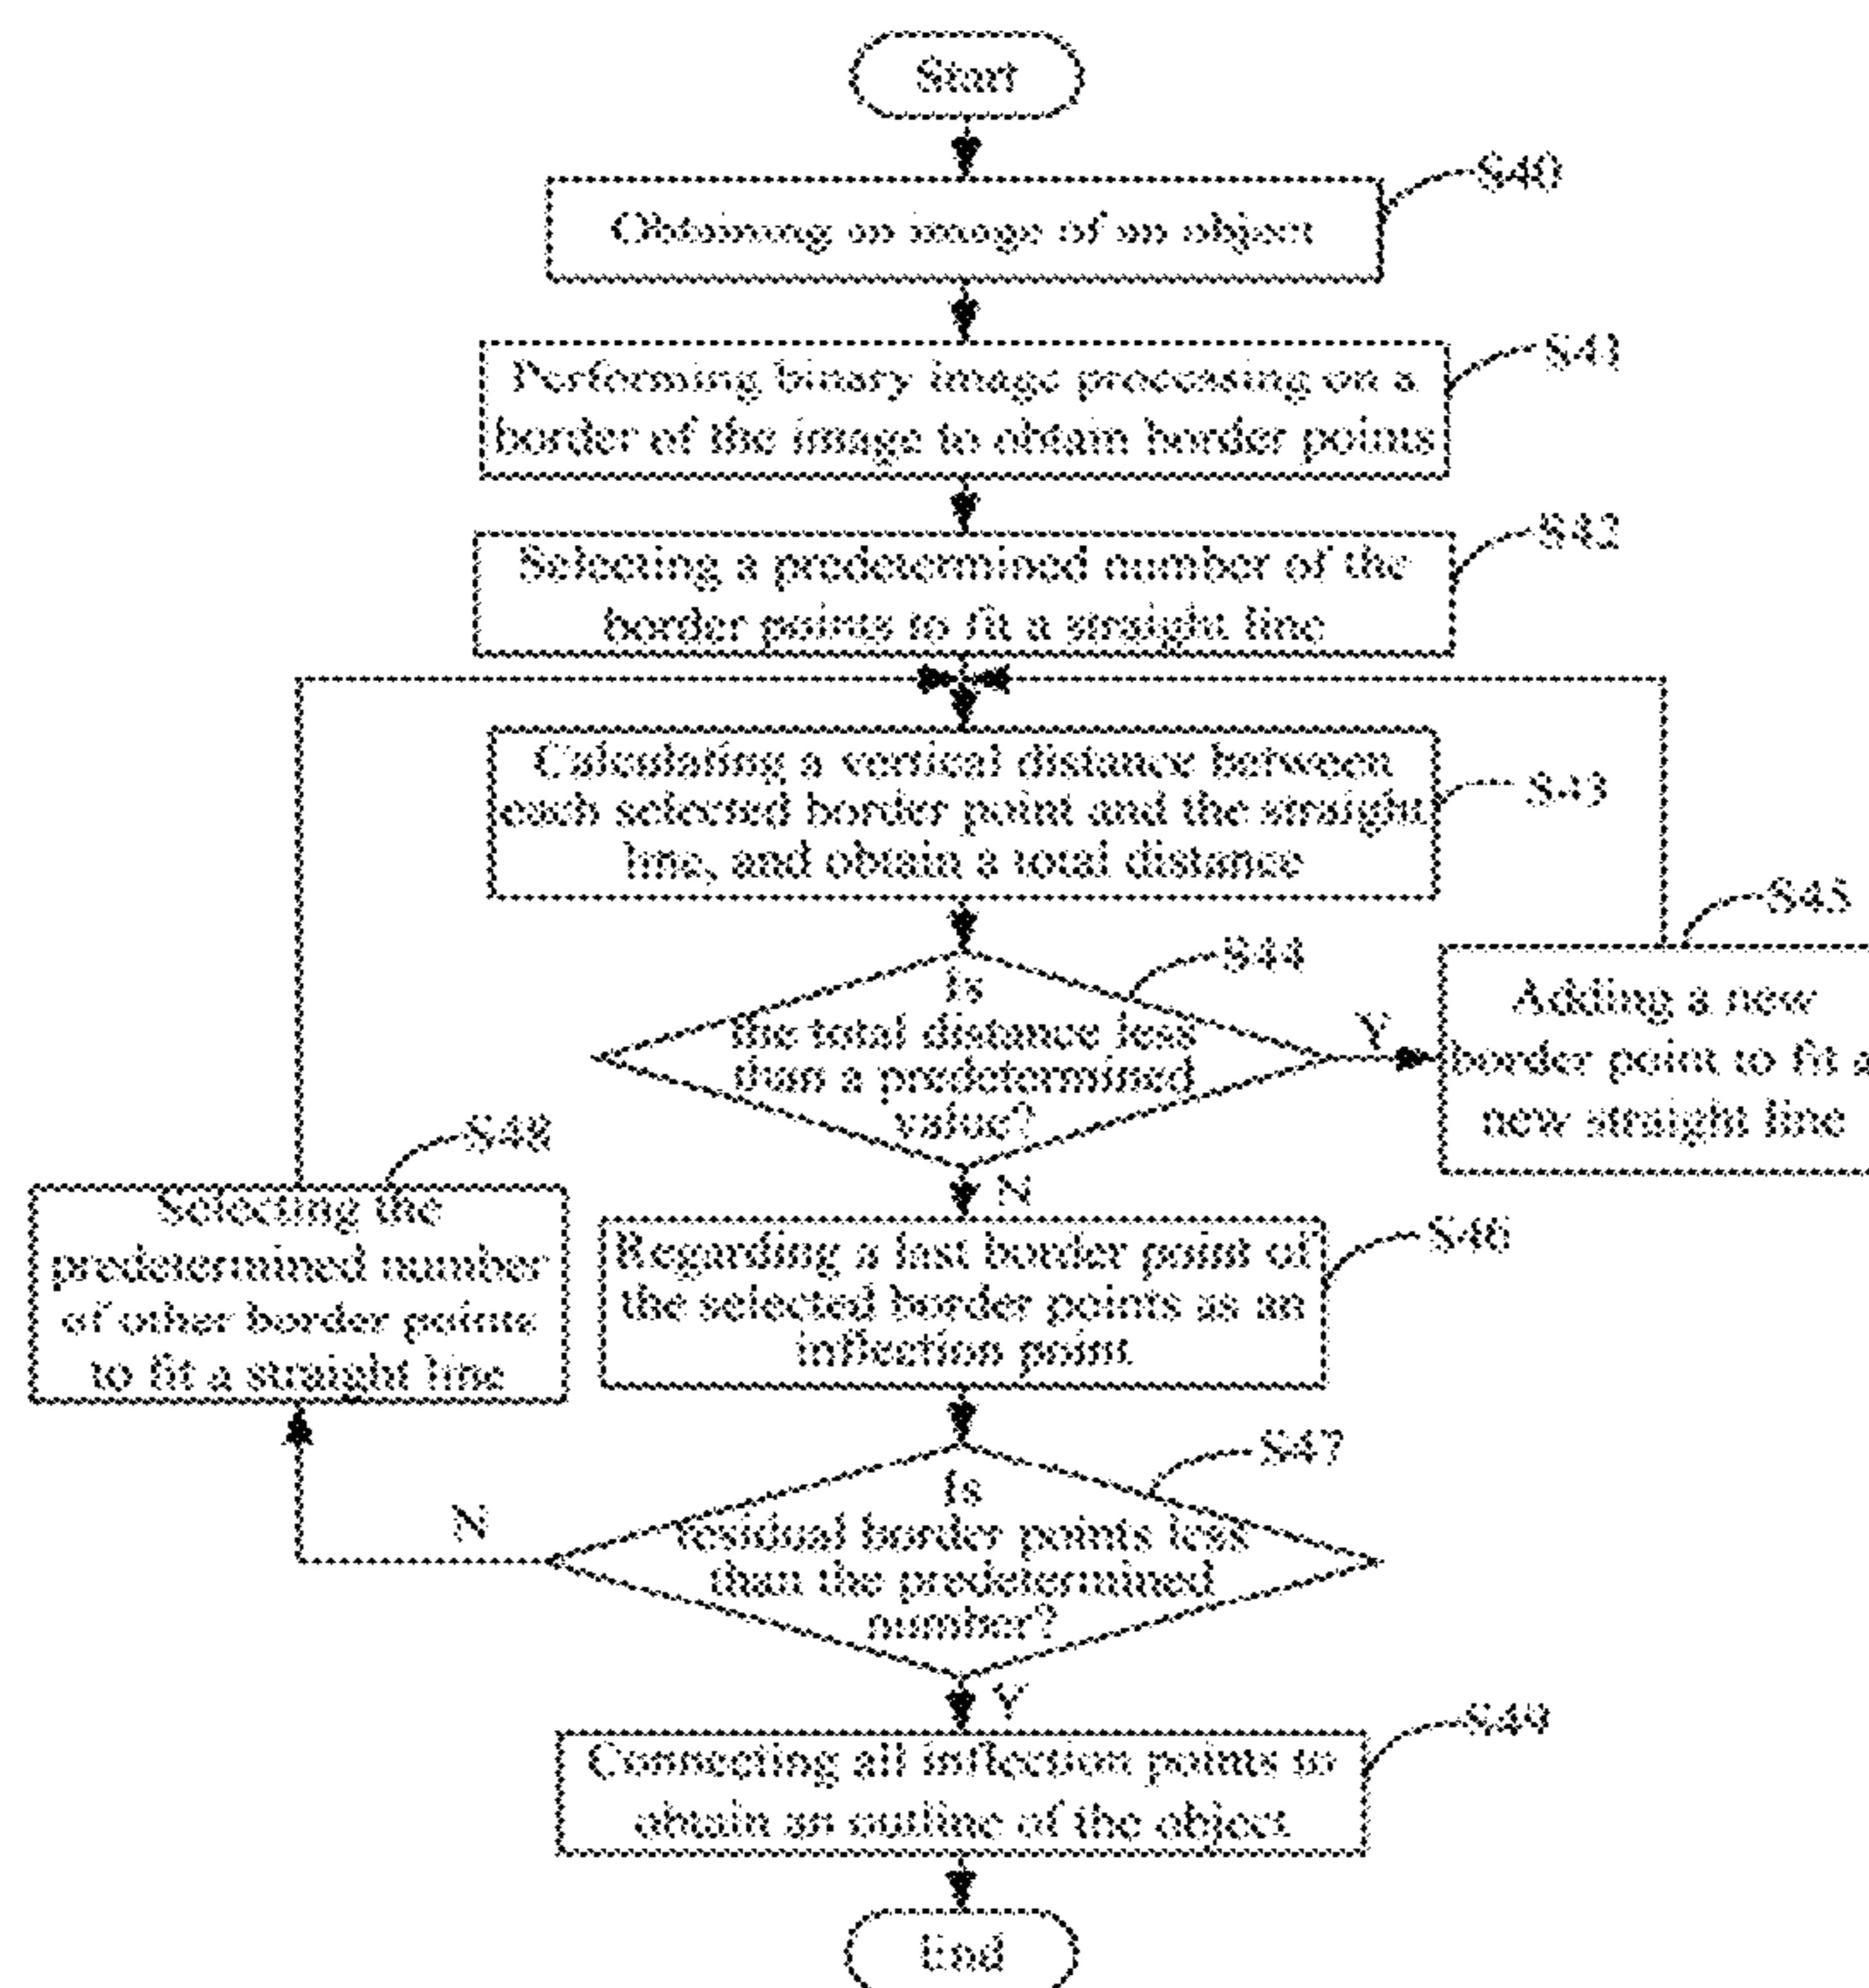 Start
S40
Obtaining an image of an object
S41
Performing binary image processing on a
border of the image to obtain border points
S42
Selecting a predetermined number of the
border points to fit a straight line
Calculating a vertical distance between
each selected border point and the straight
line, and obtain a total distance
S43
S45
S44
Is
the total distance less
than a predetermined
value?
Y
Adding a new
border point to fit a
new straight line
N
S48
Selecting the
predetermined number
of other border points
to fit a straight line
S46
Regarding a last border point of
the selected border points as an
inflection point
S47
Is
residual border points less
than the predetermined
number?
N
Y
S49
Connecting all inflection points to
obtain an outline of the object
End